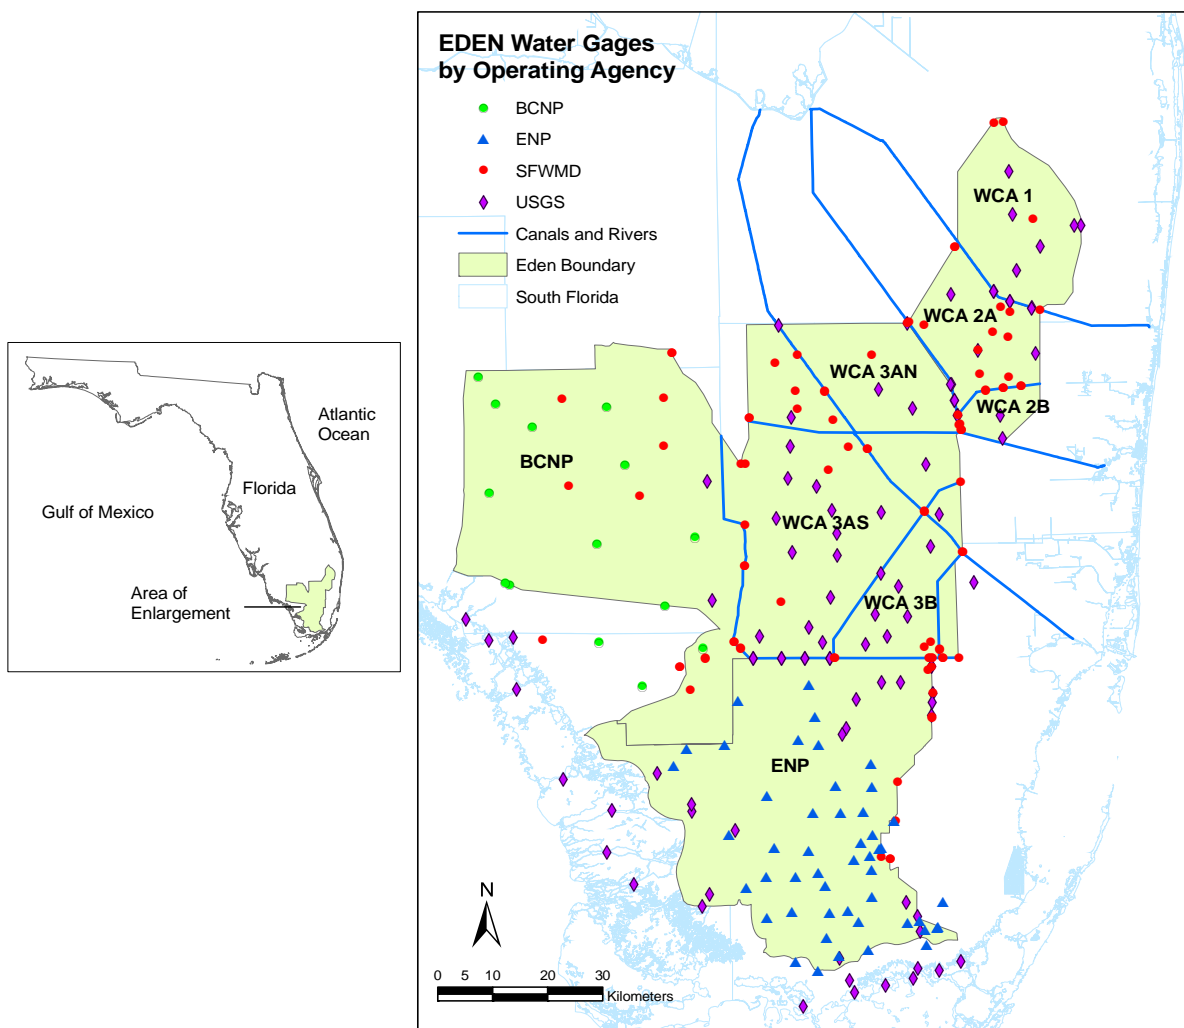 EDEN Water Gages
by Operating Agency
BCNP
ENP
SFWMD
USGS
Canals and Rivers
Eden Boundary
South Florida
WCA 1
WCA 2A
WCA 3AN
WCA 2B
BCNP
WCA 3AS
WCA 3B
ENP
N
0 5 10 20 30
Kilometers
Atlantic
Ocean
Florida
Gulf of Mexico
Area of
Enlargement